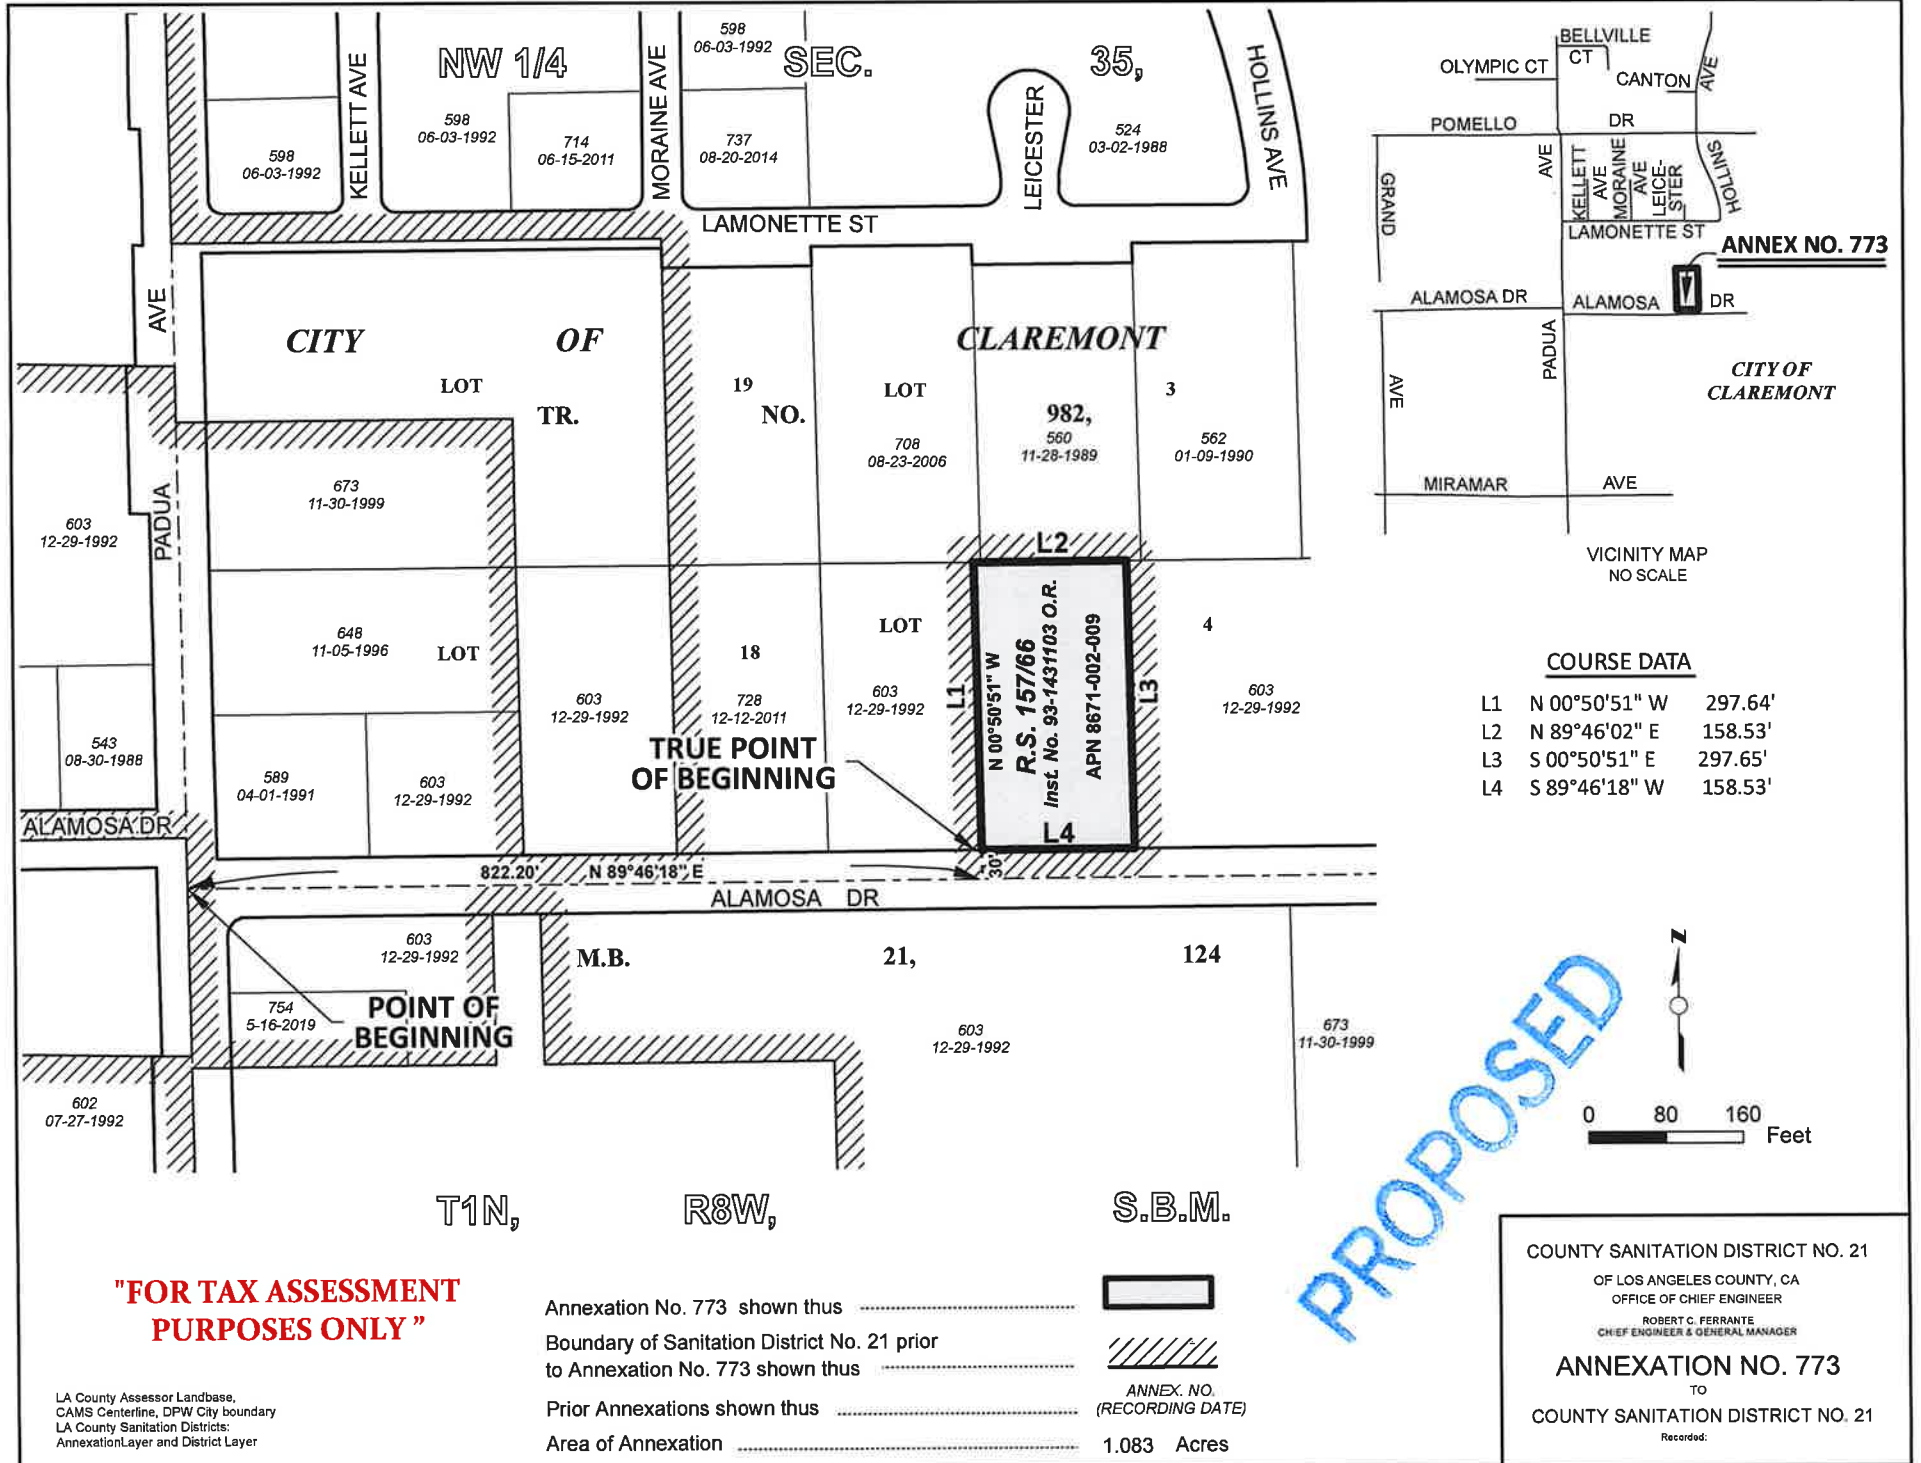 NW 1/4
SEC.
35,
KELLETT AVE
MORAINE AVE
LEICESTER
HOLLINS AVE
598
06-03-1992
598
06-03-1992
598
06-03-1992
714
06-15-2011
737
08-20-2014
524
03-02-1988
LAMONETTE ST
AVE
PADUA
CITY
OF
CLAREMONT
LOT
19
LOT
3
TR.
NO.
982,
708
08-23-2006
560
11-28-1989
562
01-09-1990
673
11-30-1999
603
12-29-1992
648
11-05-1996
LOT
18
LOT
4
603
12-29-1992
728
12-12-2011
603
12-29-1992
603
12-29-1992
543
08-30-1988
589
04-01-1991
603
12-29-1992
L1
L2
L3
L4
N 00°50'51" W
R.S. 157/66
Inst. No. 93-1431103 O.R.
APN 8671-002-009
TRUE POINT
OF BEGINNING
ALAMOSA DR
822.20'
N 89°46'18" E
30'
ALAMOSA DR
603
12-29-1992
M.B.
21,
124
754
5-16-2019
POINT OF
BEGINNING
603
12-29-1992
673
11-30-1999
602
07-27-1992
T1N,
R8W,
S.B.M.
BELLVILLE
CT
OLYMPIC CT
CANTON
AVE
POMELLO
DR
GRAND
AVE
AVE
KELLETT
AVE
MORAINE
AVE
LEICE-
STER
HOLLINS
LAMONETTE ST
ANNEX NO. 773
ALAMOSA DR
ALAMOSA
DR
PADUA
CITY OF
CLAREMONT
MIRAMAR
AVE
VICINITY MAP
NO SCALE
COURSE DATA
L1 N 00°50'51" W 297.64'
L2 N 89°46'02" E 158.53'
L3 S 00°50'51" E 297.65'
L4 S 89°46'18" W 158.53'
PROPOSED
N
0 80 160
Feet
"FOR TAX ASSESSMENT
PURPOSES ONLY"
LA County Assessor Landbase,
CAMS Centerline, DPW City boundary
LA County Sanitation Districts:
AnnexationLayer and District Layer
Annexation No. 773 shown thus
Boundary of Sanitation District No. 21 prior
to Annexation No. 773 shown thus
Prior Annexations shown thus
ANNEX. NO.
(RECORDING DATE)
Area of Annexation
1.083 Acres
COUNTY SANITATION DISTRICT NO. 21
OF LOS ANGELES COUNTY, CA
OFFICE OF CHIEF ENGINEER
ROBERT C. FERRANTE
CHIEF ENGINEER & GENERAL MANAGER
ANNEXATION NO. 773
TO
COUNTY SANITATION DISTRICT NO. 21
Recorded: